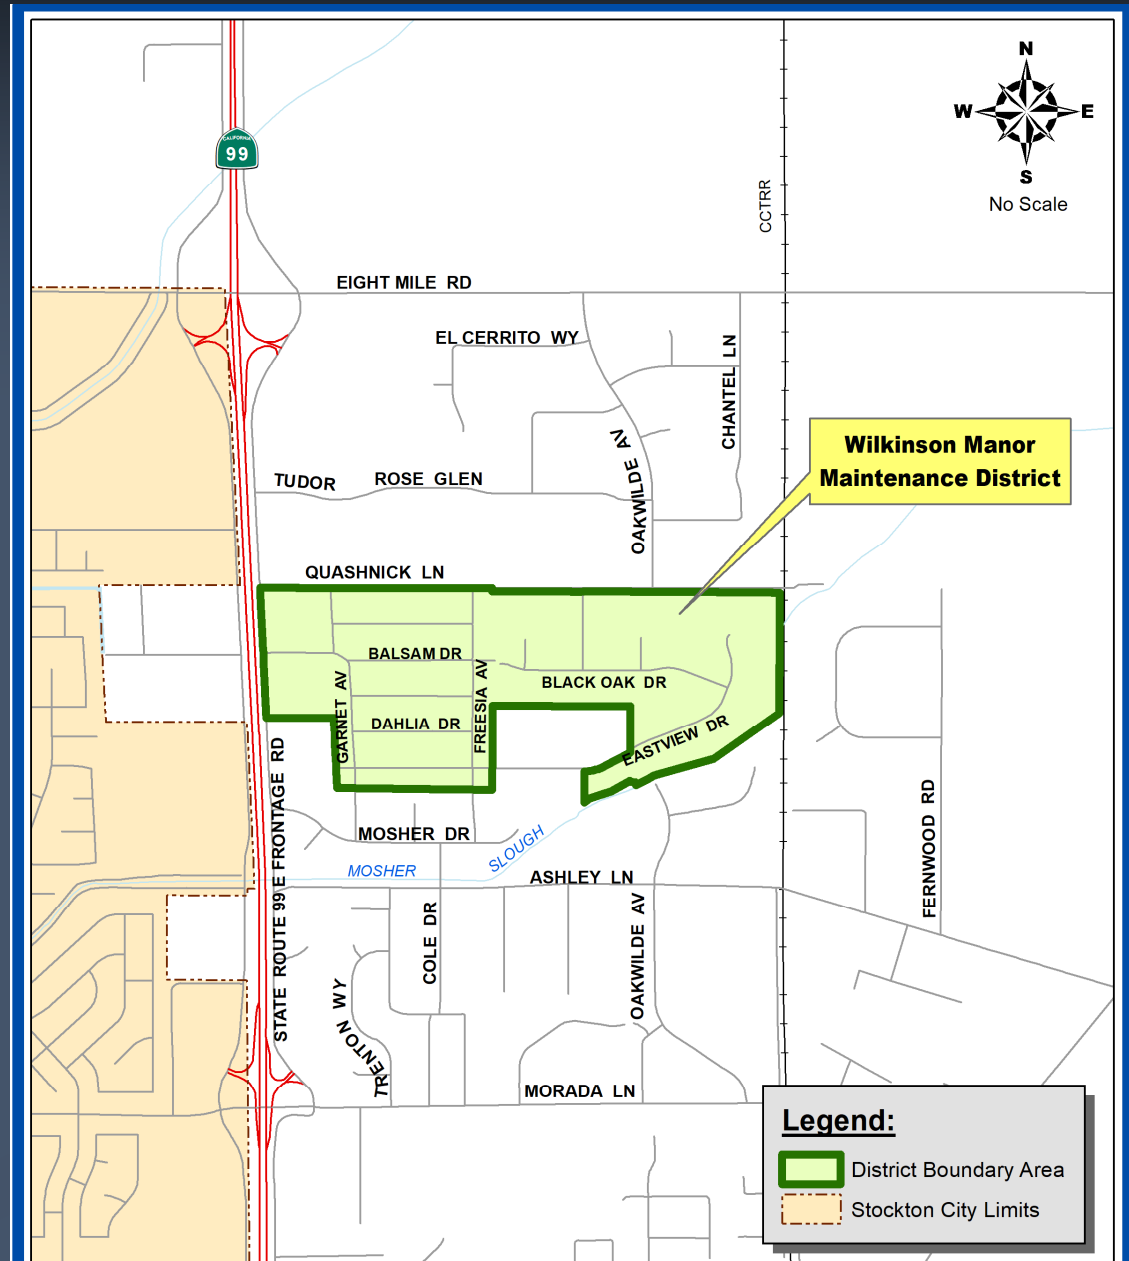 N
W E
S
No Scale
CALIFORNIA
99
CCTRR
EIGHT MILE RD
EL CERRITO WY
CHANTEL LN
OAKWILDE AV
TUDOR ROSE GLEN
Wilkinson Manor
Maintenance District
QUASHNICK LN
BALSAM DR
BLACK OAK DR
GARNET AV
FREESIA AV
DAHLIA DR
EASTVIEW DR
STATE ROUTE 99 E FRONTAGE RD
MOSHER DR
MOSHER SLOUGH
ASHLEY LN
FERNWOOD RD
COLE DR
OAKWILDE AV
TRENTON WY
MORADA LN
Legend:
District Boundary Area
Stockton City Limits